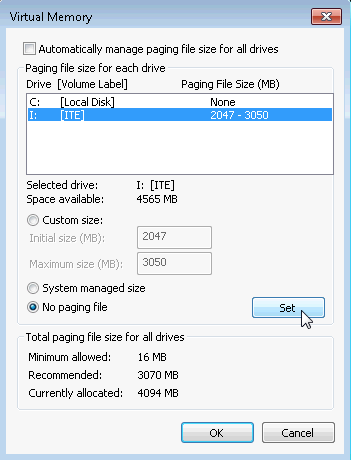 Virtual Memory
Automatically manage paging file size for all drives
Paging file size for each drive
Drive [Volume Label] Paging File Size (MB)
C: [Local Disk] None
I: [ITE] 2047 - 3050
Selected drive: I: [ITE]
Space available: 4565 MB
Custom size:
Initial size (MB): 2047
Maximum size (MB): 3050
System managed size
No paging file Set
Total paging file size for all drives
Minimum allowed: 16 MB
Recommended: 3070 MB
Currently allocated: 4094 MB
OK Cancel